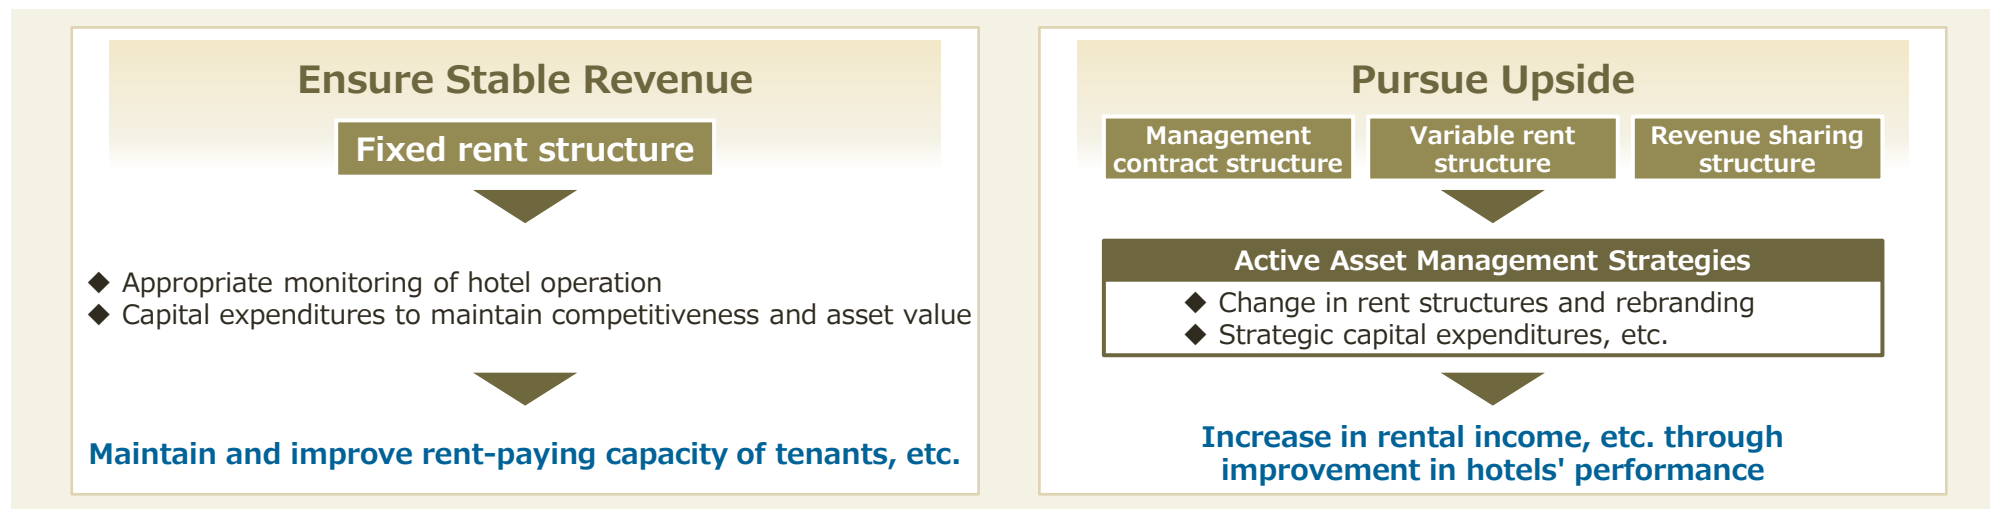 Ensure Stable Revenue
Fixed rent structure
◆ Appropriate monitoring of hotel operation
◆ Capital expenditures to maintain competitiveness and asset value
Maintain and improve rent-paying capacity of tenants, etc.
Pursue Upside
Management
contract structure
Variable rent
structure
Revenue sharing
structure
Active Asset Management Strategies
◆ Change in rent structures and rebranding
◆ Strategic capital expenditures, etc.
Increase in rental income, etc. through
improvement in hotels' performance